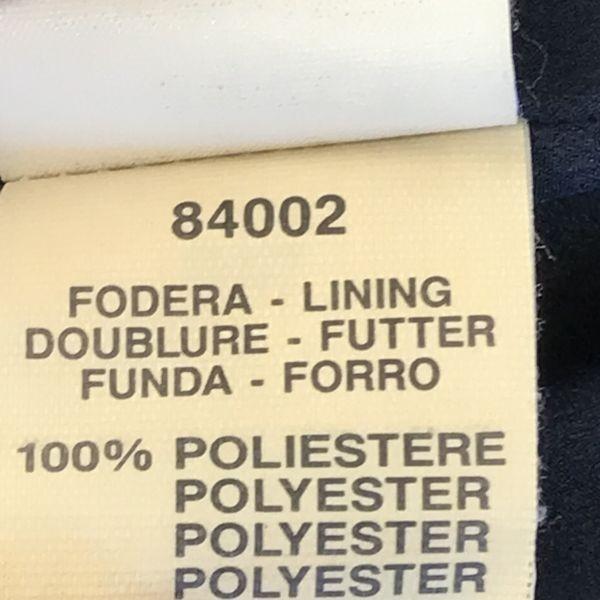 84002
FODERA - LINING
DOUBLURE - FUTTER
FUNDA - FORRO
100% POLIESTERE
POLYESTER
POLYESTER
POLYESTER